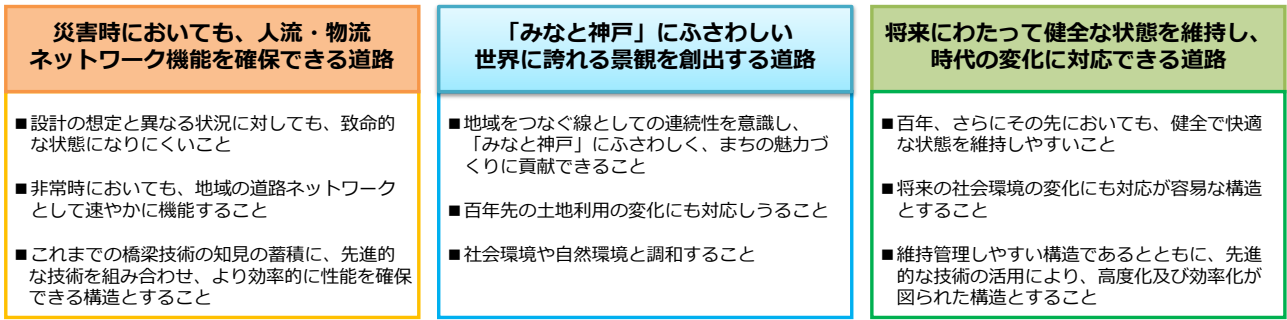 災害時においても、人流・物流
ネットワーク機能を確保できる道路
■設計の想定と異なる状況に対しても、致命的
な状態になりにくいこと
■非常時においても、地域の道路ネットワーク
として速やかに機能すること
■これまでの橋梁技術の知見の蓄積に、先進的
な技術を組み合わせ、より効率的に性能を確保
できる構造とすること
「みなと神戸」にふさわしい
世界に誇れる景観を創出する道路
■地域をつなぐ線としての連続性を意識し、
「みなと神戸」にふさわしく、まちの魅力づ
くりに貢献できること
■百年先の土地利用の変化にも対応しうること
■社会環境や自然環境と調和すること
将来にわたって健全な状態を維持し、
時代の変化に対応できる道路
■百年、さらにその先においても、健全で快適
な状態を維持しやすいこと
■将来の社会環境の変化にも対応が容易な構造
とすること
■維持管理しやすい構造であるとともに、先進
的な技術の活用により、高度化及び効率化が
図られた構造とすること